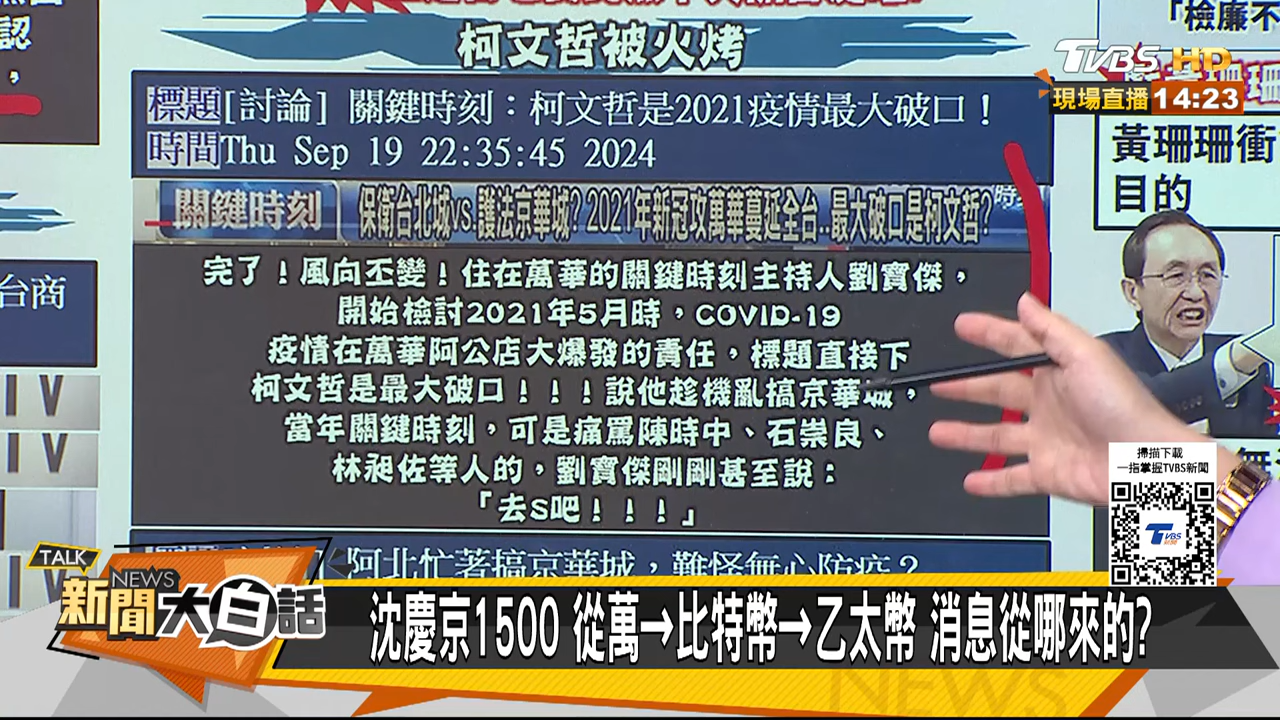 柯文哲被火烤
標題[討論] 關鍵時刻：柯文哲是2021疫情最大破口！
時間Thu Sep 19 22:35:45 2024
關鍵時刻 保衛台北城vs.護法京華城? 2021年新冠攻萬華蔓延全台..最大破口是柯文哲?
完了！風向丕變！住在萬華的關鍵時刻主持人劉寶傑，
開始檢討2021年5月時，COVID-19
疫情在萬華阿公店大爆發的責任，標題直接下
柯文哲是最大破口！！！說他趁機亂搞京華城，
當年關鍵時刻，可是痛罵陳時中、石崇良、
林昶佐等人的，劉寶傑剛剛甚至說：
「去S吧！！！」
阿北忙著搞京華城，難怪無心防疫？
認
，
台商
I V
I V
「檢廉不
TVBS HD
現場直播 14:23
黃珊珊衝
目的
掃描下載
一指掌握TVBS新聞
TVBS
TALK
NEWS
新聞大白話
沈慶京1500 從萬→比特幣→乙太幣 消息從哪來的?
NEWS